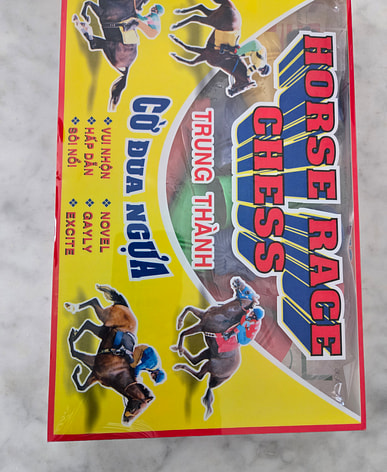 HORSE RACE
CHESS
TRUNG THÀNH
CỜ ĐUA NGỰA
❖ VUI NHỘN ❖ NOVEL
❖ HẤP DẪN ❖ GAYLY
❖ SÔI NỔI ❖ EXCITE